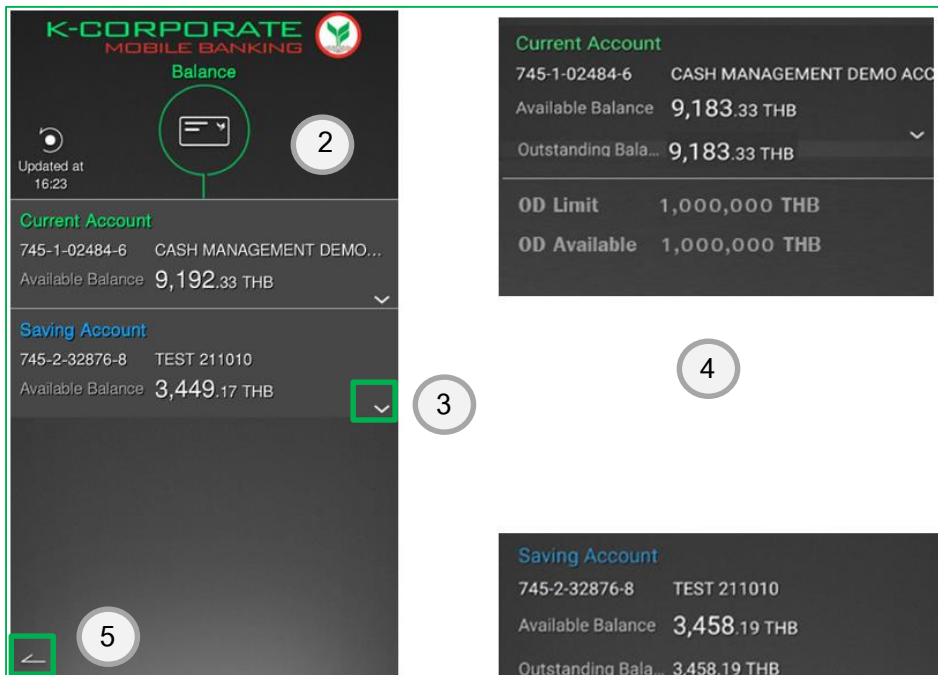 K-CORPORATE
MOBILE BANKING
Balance
2
Updated at
16:23
Current Account
745-1-02484-6 CASH MANAGEMENT DEMO...
Available Balance 9,192.33 THB
Saving Account
745-2-32876-8 TEST 211010
Available Balance 3,449.17 THB
3
5
Current Account
745-1-02484-6 CASH MANAGEMENT DEMO ACC
Available Balance 9,183.33 THB
Outstanding Bala... 9,183.33 THB
OD Limit 1,000,000 THB
OD Available 1,000,000 THB
4
Saving Account
745-2-32876-8 TEST 211010
Available Balance 3,458.19 THB
Outstanding Bala... 3,458.19 THB